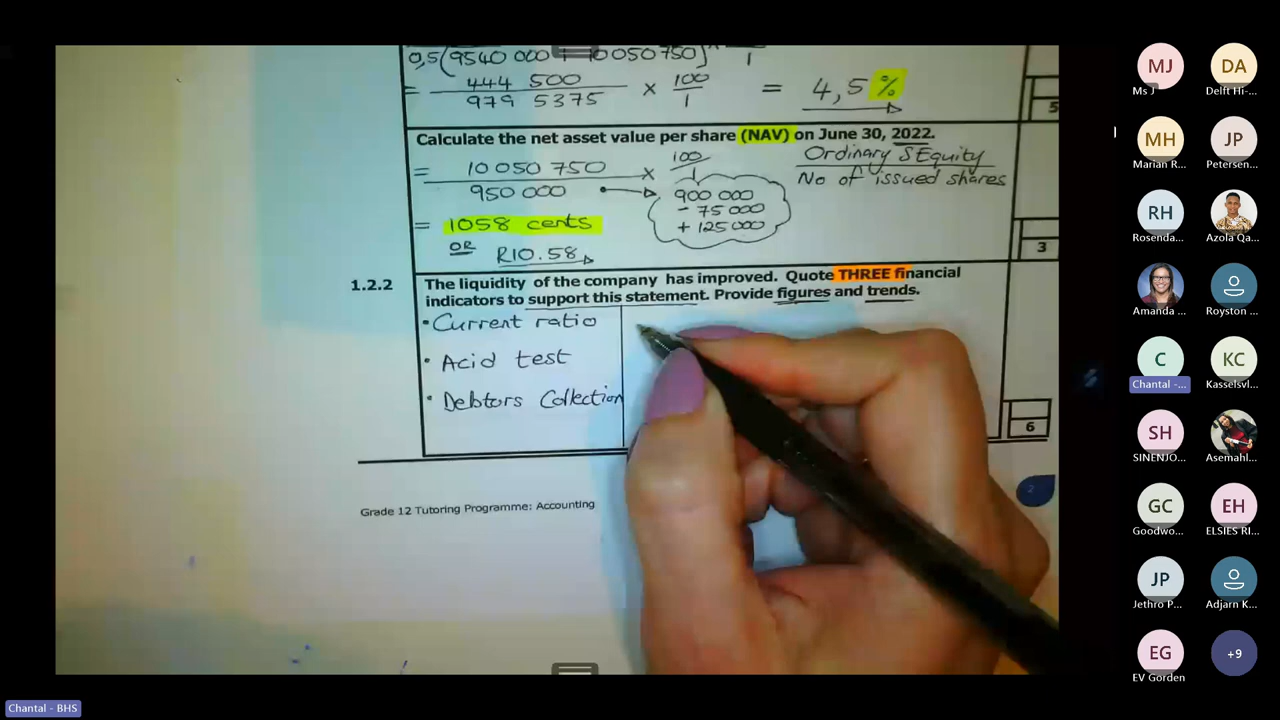 0,5(9540 000 + 10 050 750)
1
= 444 500 × 100 = 4,5 %
979 5375 1
5
Calculate the net asset value per share (NAV) on June 30, 2022.
= 10 050 750 × 100
950 000 1
Ordinary S Equity
No of issued shares
900 000
- 75 000
+ 125 000
= 1058 cents
OR R10.58
3
1.2.2 The liquidity of the company has improved. Quote THREE financial
indicators to support this statement. Provide figures and trends.
• Current ratio
• Acid test
• Debtors Collection
6
2
Grade 12 Tutoring Programme: Accounting
Chantal - BHS
MJ
Ms J
DA
Delft Hi-...
MH
Marian R...
JP
Petersen...
RH
Rosenda...
Azola Qa...
Amanda ...
Royston ...
C
Chantal -...
KC
Kasselsvl...
SH
SINENJO...
Asemahl...
GC
Goodwo...
EH
ELSIES RI...
JP
Jethro P...
Adjarn K...
EG
EV Gorden
+9